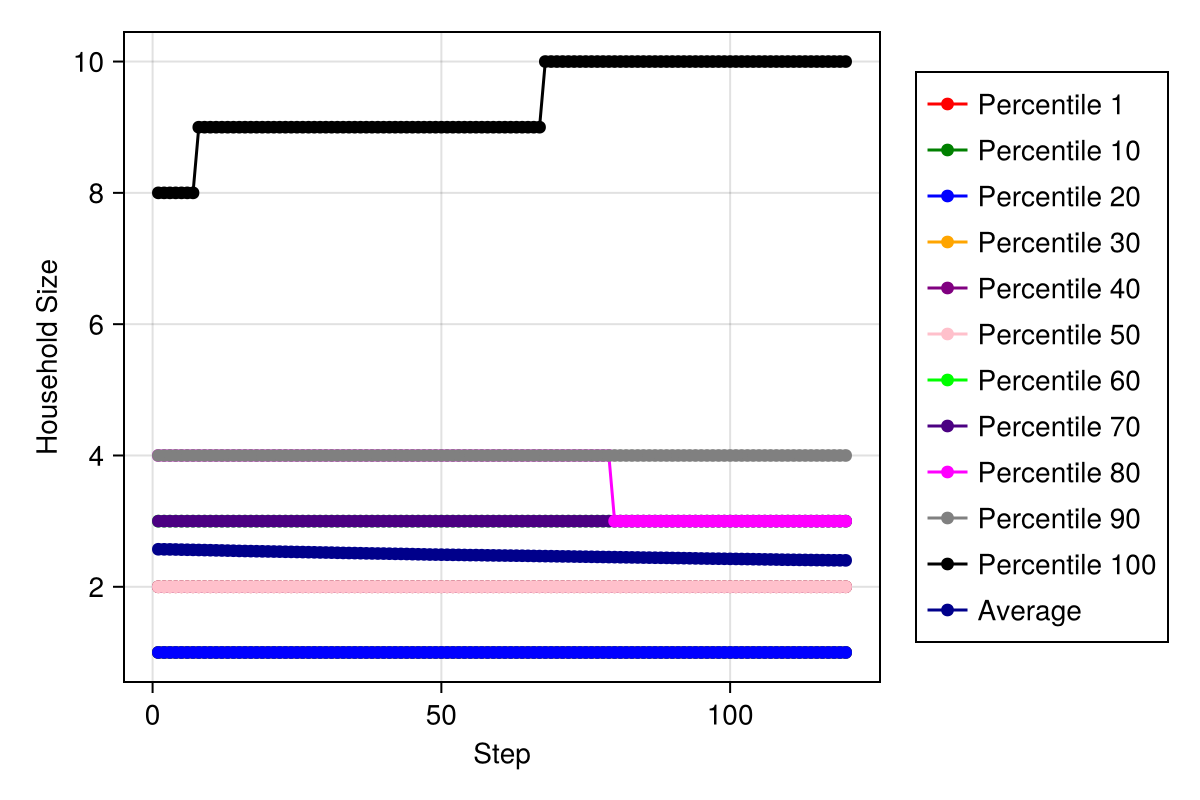 Household Size
10
8
6
4
2
0
50
100
Step
Percentile 1
Percentile 10
Percentile 20
Percentile 30
Percentile 40
Percentile 50
Percentile 60
Percentile 70
Percentile 80
Percentile 90
Percentile 100
Average